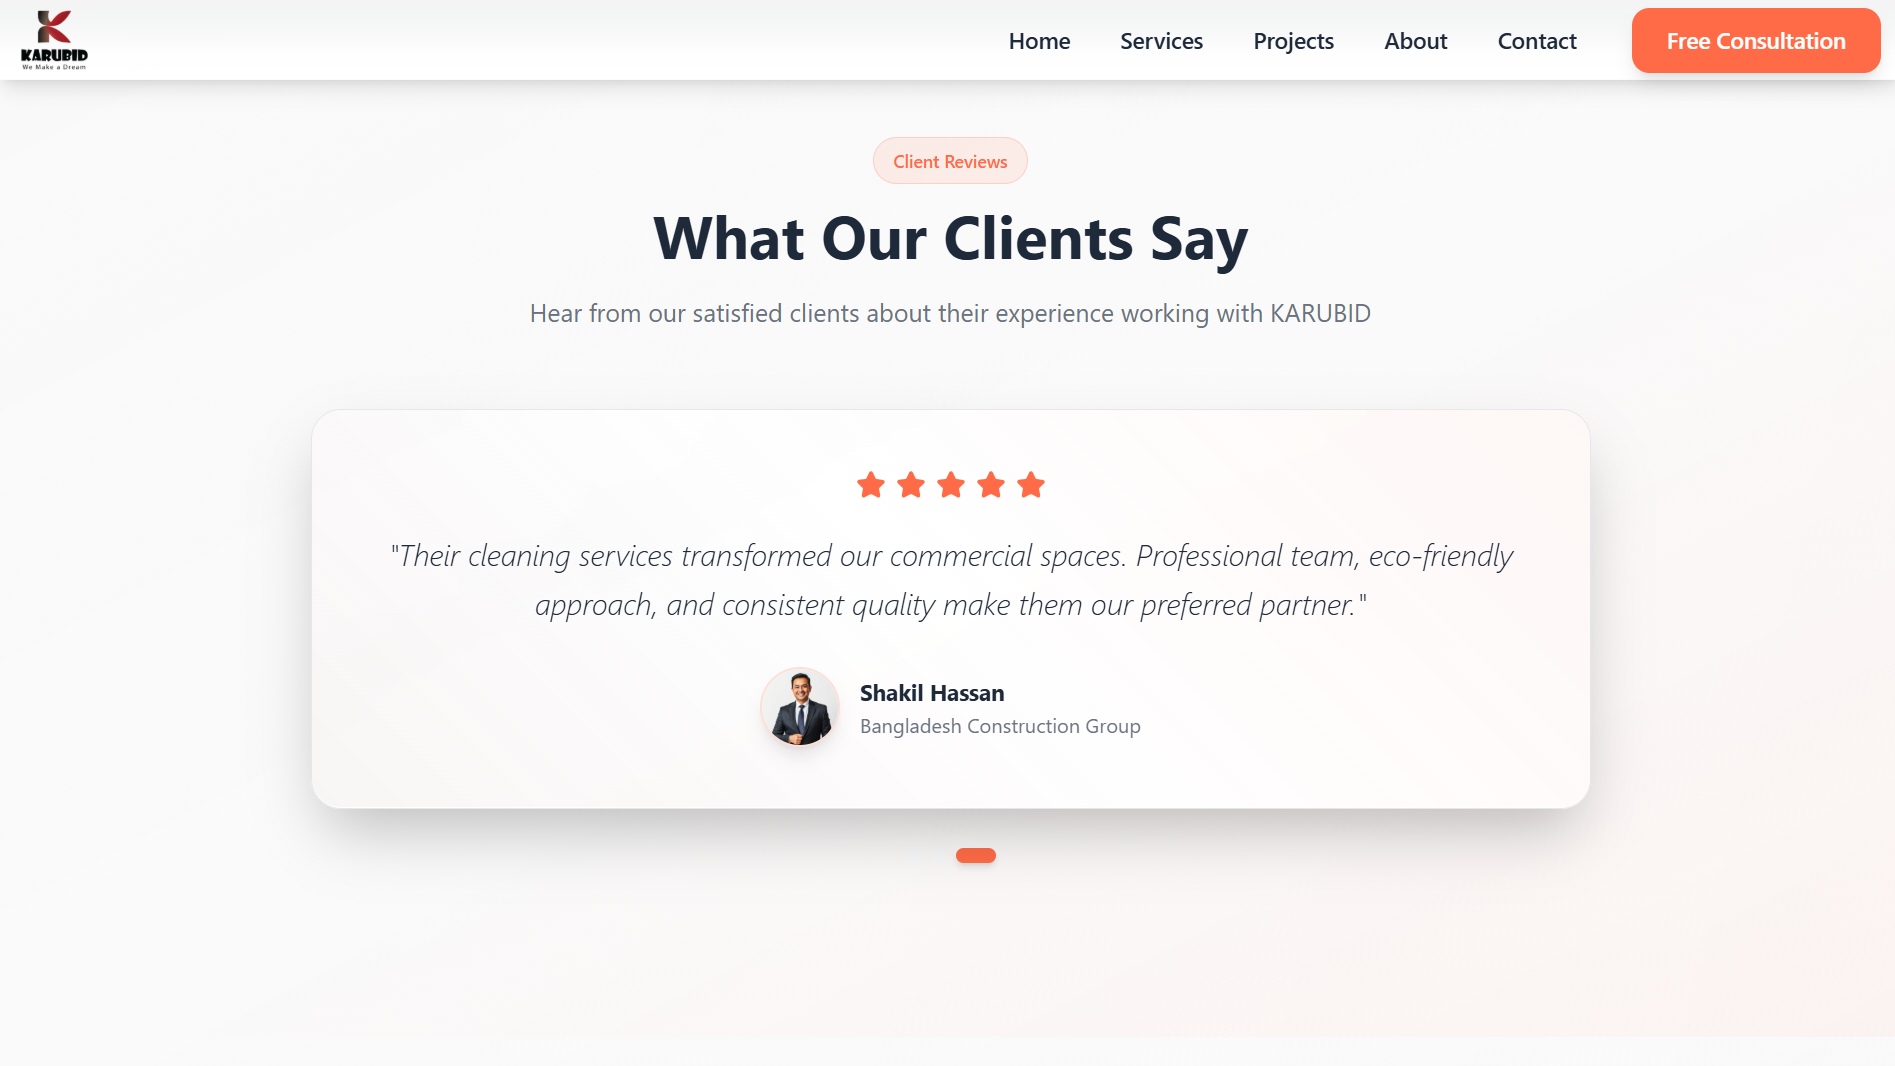 KARUBID
We Make a Dream
Home
Services
Projects
About
Contact
Free Consultation
Client Reviews
What Our Clients Say
Hear from our satisfied clients about their experience working with KARUBID
"Their cleaning services transformed our commercial spaces. Professional team, eco-friendly
approach, and consistent quality make them our preferred partner."
Shakil Hassan
Bangladesh Construction Group